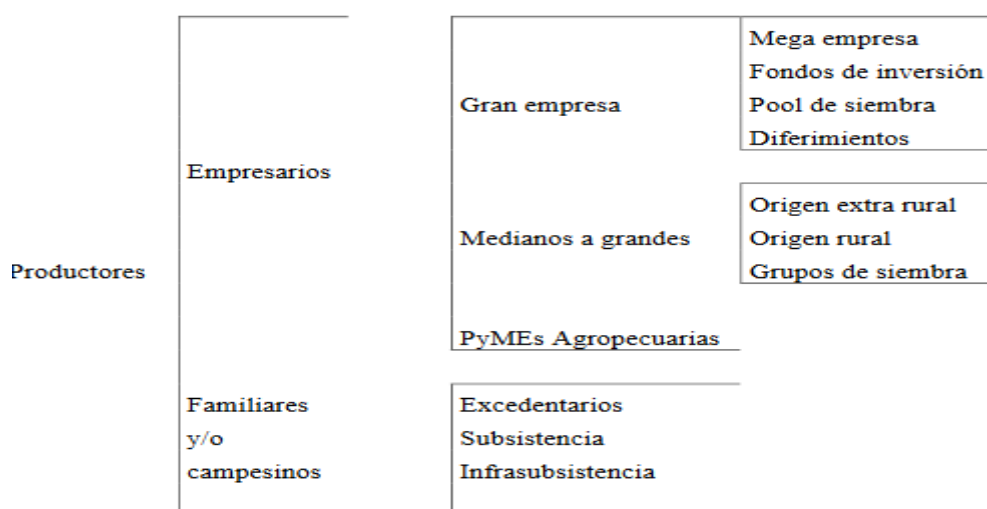 Mega empresa
Fondos de inversión
Gran empresa
Pool de siembra
Diferimientos
Empresarios
Origen extra rural
Medianos a grandes
Origen rural
Productores
Grupos de siembra
PyMEs Agropecuarias
Familiares
Excedentarios
y/o
Subsistencia
campesinos
Infrasubsistencia